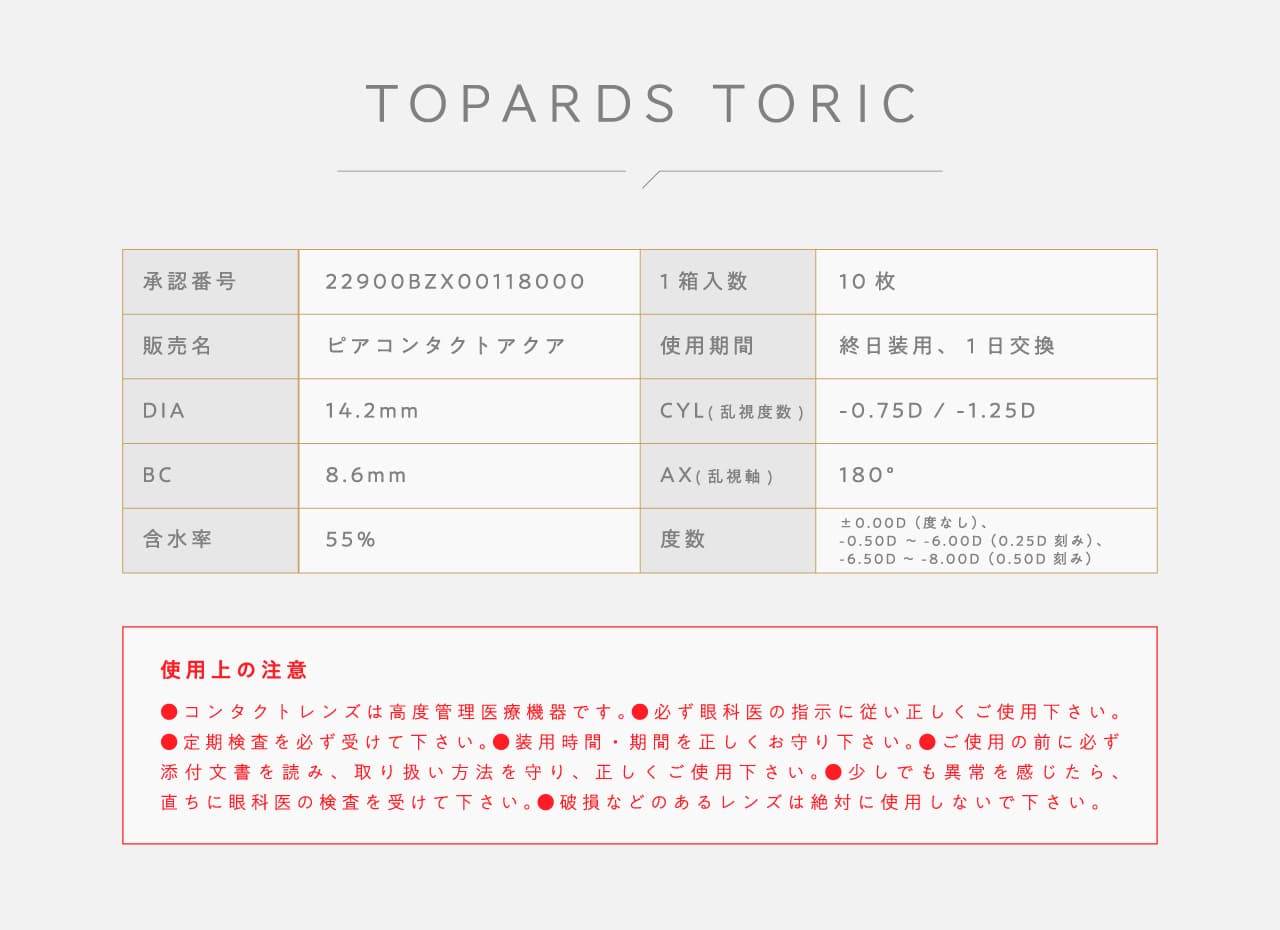 TOPARDS TORIC
承認番号 22900BZX00118000 1箱入数 10枚
販売名 ピアコンタクトアクア 使用期間 終日装用、1日交換
DIA 14.2mm CYL(乱視度数) -0.75D / -1.25D
BC 8.6mm AX(乱視軸) 180°
含水率 55% 度数 ±0.00D（度なし）、
-0.50D ～ -6.00D（0.25D 刻み）、
-6.50D ～ -8.00D（0.50D 刻み）
使用上の注意
●コンタクトレンズは高度管理医療機器です。●必ず眼科医の指示に従い正しくご使用下さい。
●定期検査を必ず受けて下さい。●装用時間・期間を正しくお守り下さい。●ご使用の前に必ず
添付文書を読み、取り扱い方法を守り、正しくご使用下さい。●少しでも異常を感じたら、
直ちに眼科医の検査を受けて下さい。●破損などのあるレンズは絶対に使用しないで下さい。